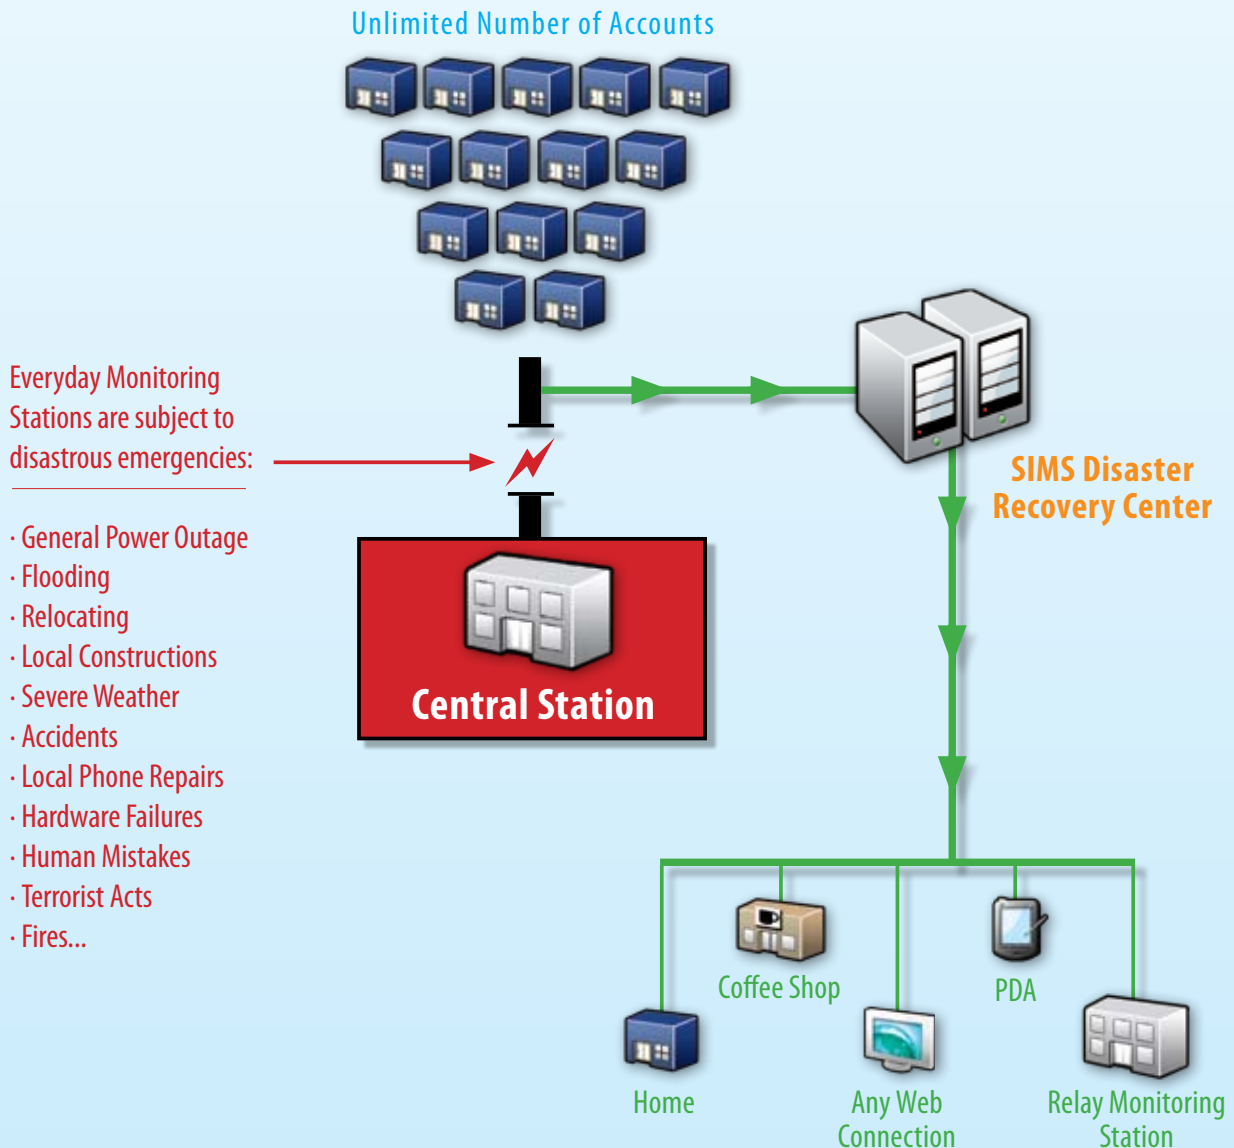 Unlimited Number of Accounts
Everyday Monitoring
Stations are subject to
disastrous emergencies:
· General Power Outage
· Flooding
· Relocating
· Local Constructions
· Severe Weather
· Accidents
· Local Phone Repairs
· Hardware Failures
· Human Mistakes
· Terrorist Acts
· Fires...
Central Station
SIMS Disaster
Recovery Center
Coffee Shop
PDA
Home
Any Web
Connection
Relay Monitoring
Station